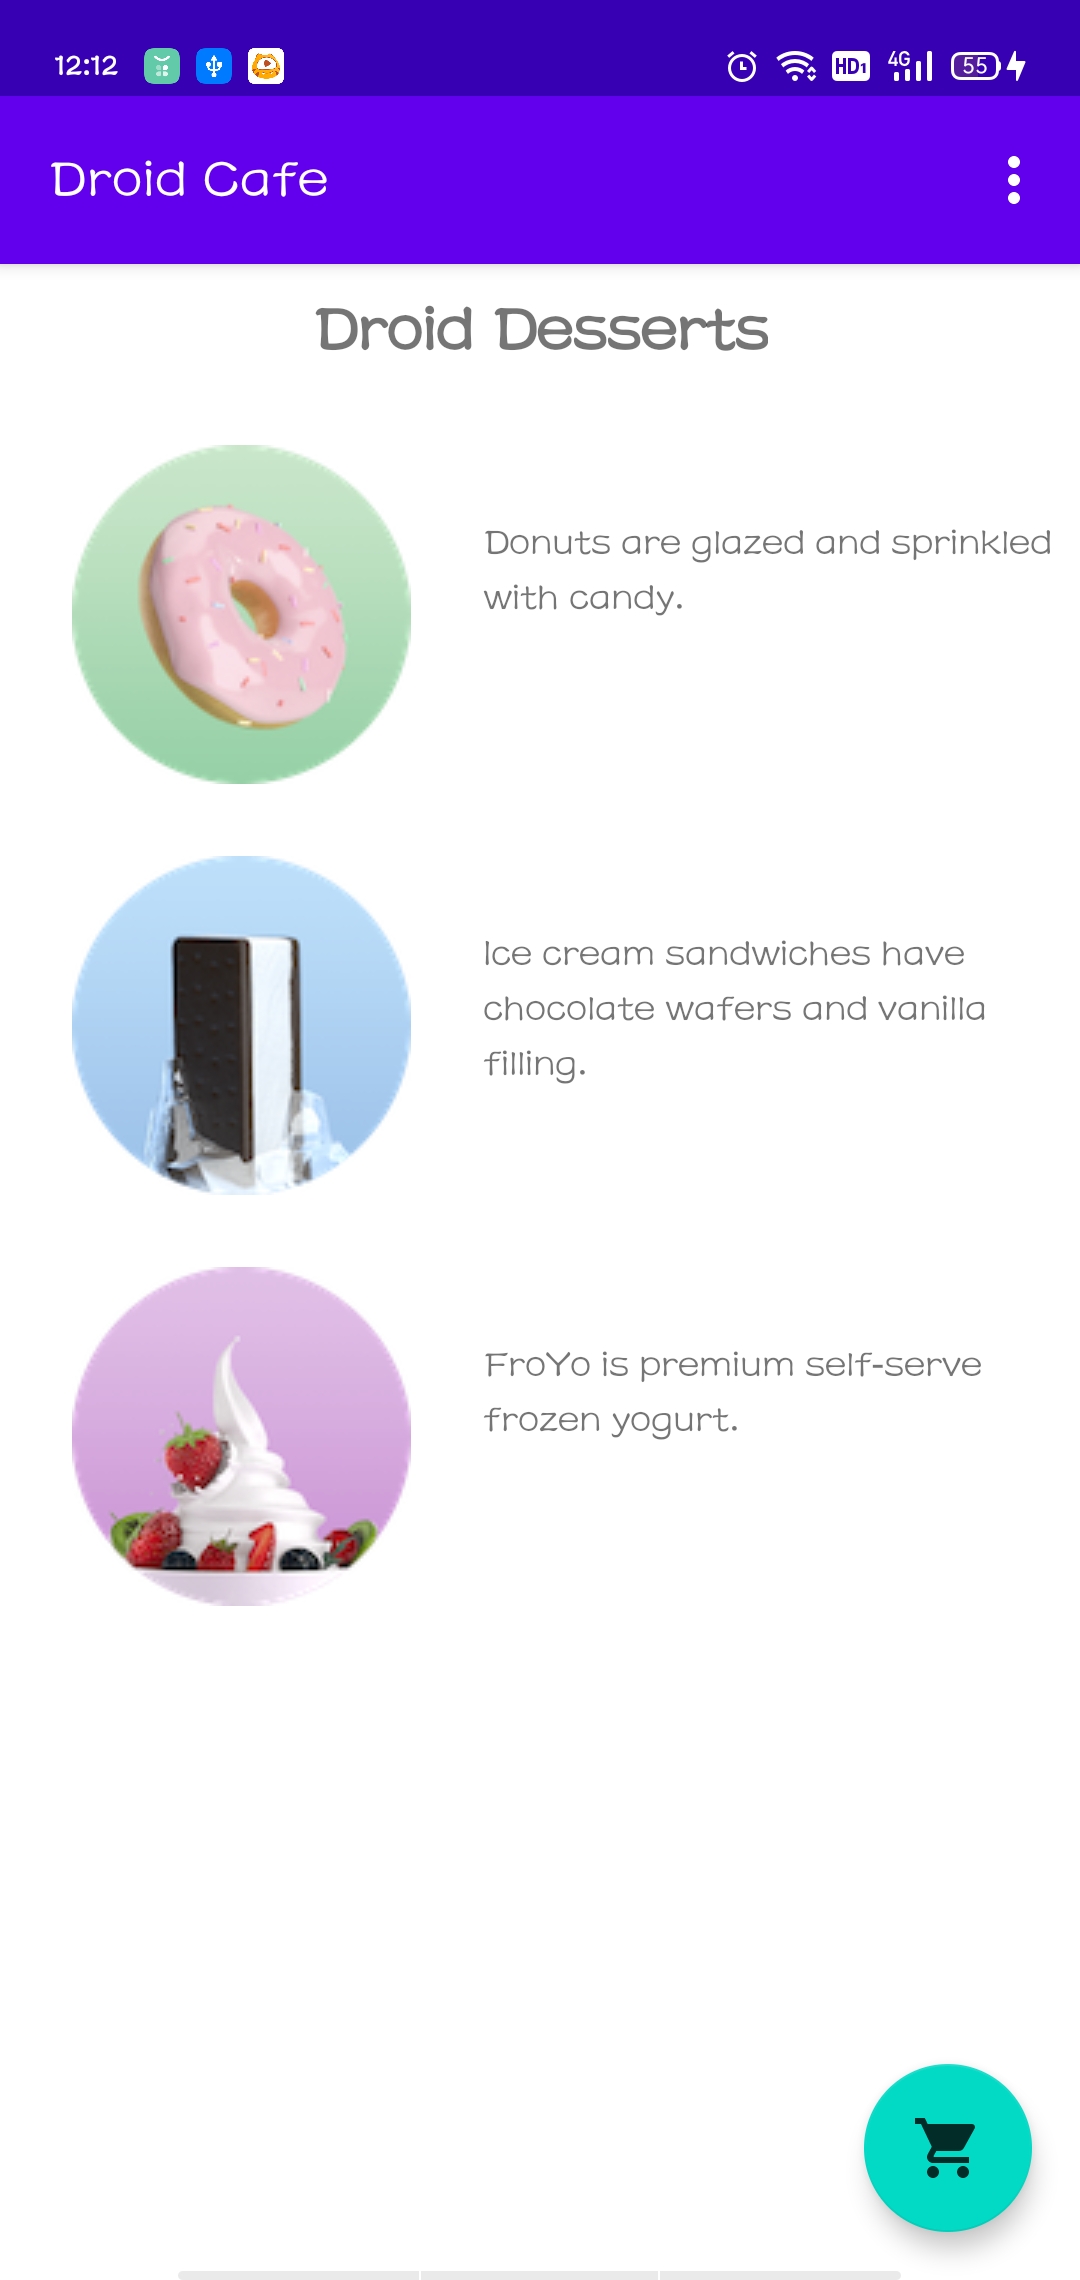 12:12 HD1 4G 55
Droid Cafe
Droid Desserts
Donuts are glazed and sprinkled
with candy.
Ice cream sandwiches have
chocolate wafers and vanilla
filling.
FroYo is premium self-serve
frozen yogurt.